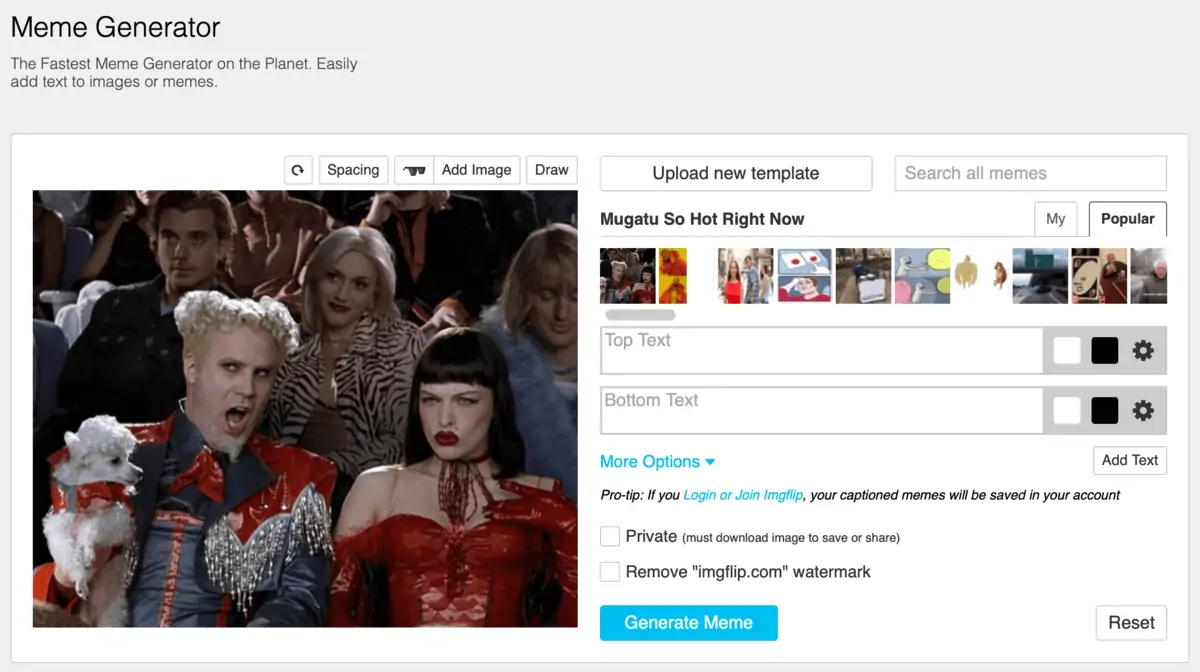 Meme Generator
The Fastest Meme Generator on the Planet. Easily
add text to images or memes.
Spacing
Add Image
Draw
Upload new template
Search all memes
Mugatu So Hot Right Now
My
Popular
Top Text
Bottom Text
More Options
Add Text
Pro-tip: If you Login or Join Imgflip, your captioned memes will be saved in your account
Private (must download image to save or share)
Remove "imgflip.com" watermark
Generate Meme
Reset